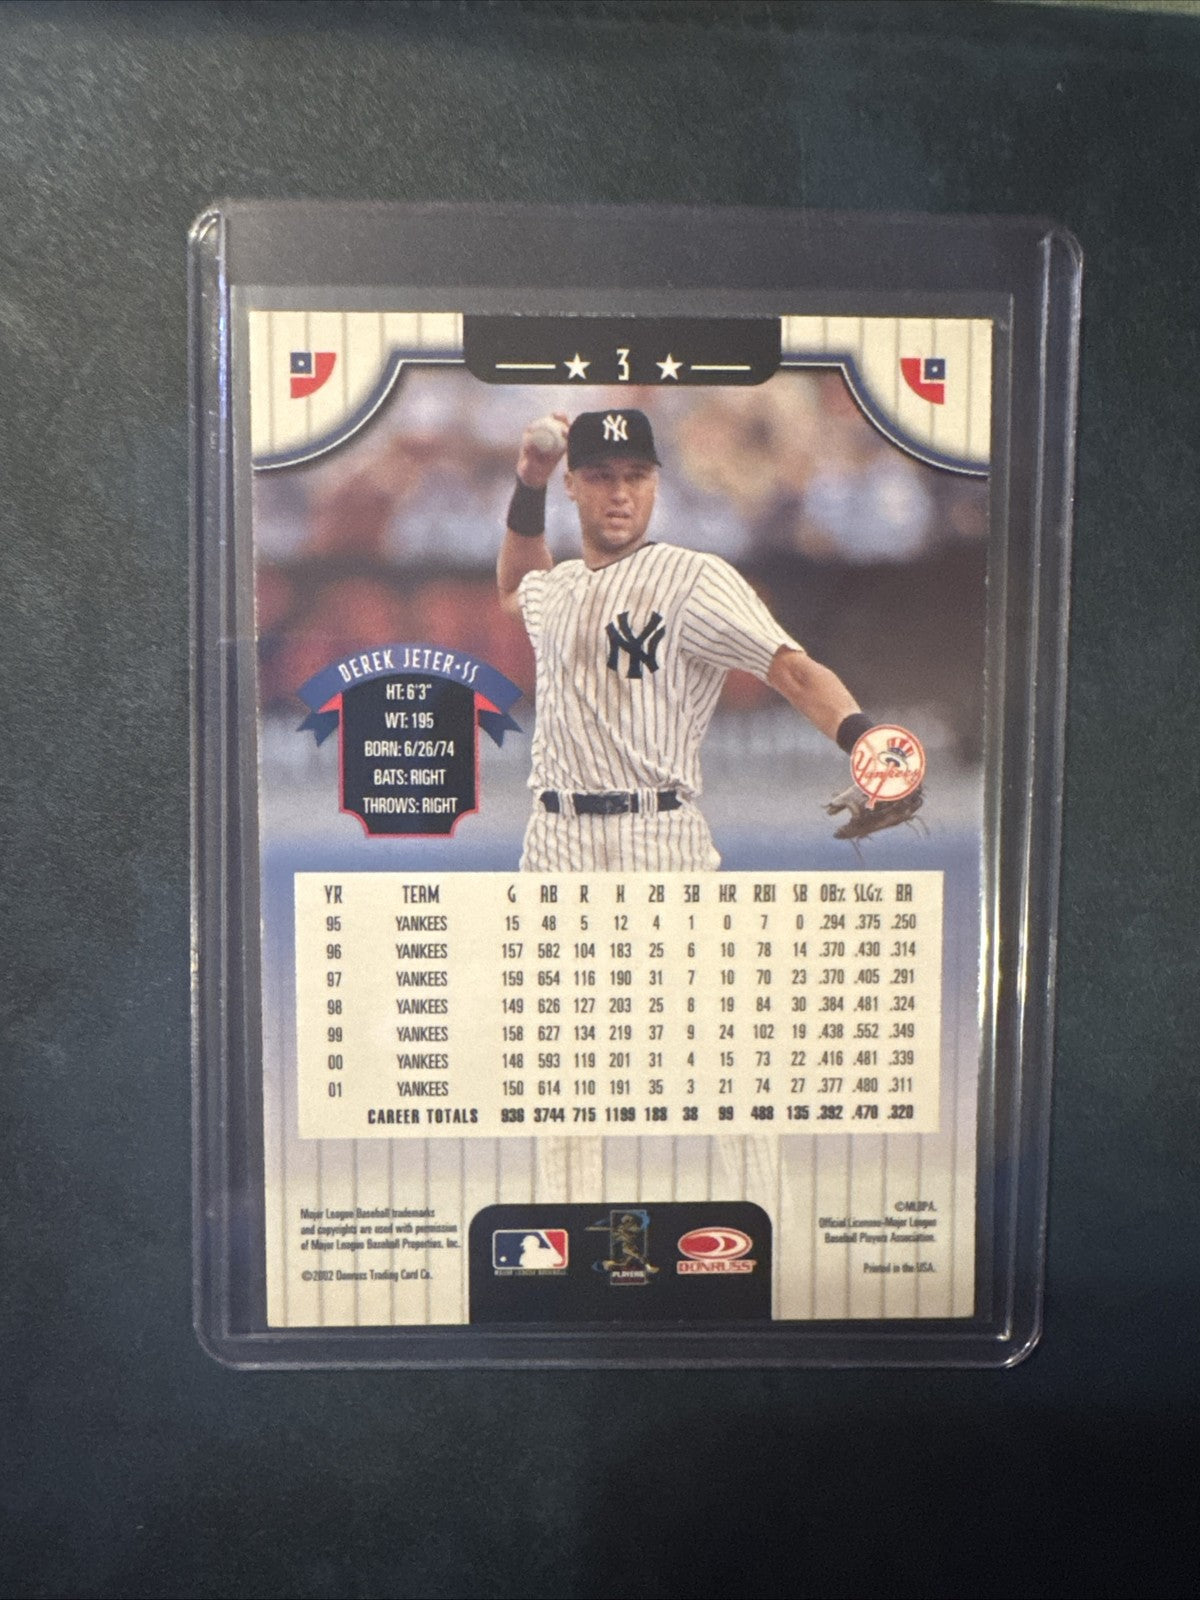 3
NY
DEREK JETER•SS
HT: 6'3"
WT: 195
BORN: 6/26/74
BATS: RIGHT
THROWS: RIGHT
NY
Yankees
YR TEAM G AB R H 2B 3B HR RBI SB OB% SLG% BA
95 YANKEES 15 48 5 12 4 1 0 7 0 .294 .375 .250
96 YANKEES 157 582 104 183 25 6 10 78 14 .370 .430 .314
97 YANKEES 159 654 116 190 31 7 10 70 23 .370 .405 .291
98 YANKEES 149 626 127 203 25 8 19 84 30 .384 .481 .324
99 YANKEES 158 627 134 219 37 9 24 102 19 .438 .552 .349
00 YANKEES 148 593 119 201 31 4 15 73 22 .416 .481 .339
01 YANKEES 150 614 110 191 35 3 21 74 27 .377 .480 .311
CAREER TOTALS 936 3744 715 1199 188 38 99 488 135 .392 .470 .320
Major League Baseball trademarks
and copyrights are used with permission
of Major League Baseball Properties, Inc.
©2002 Donruss Trading Card Co.
MAJOR LEAGUE BASEBALL
PLAYERS
DONRUSS
©MLBPA.
Official Licensee-Major League
Baseball Players Association.
Printed in the USA.